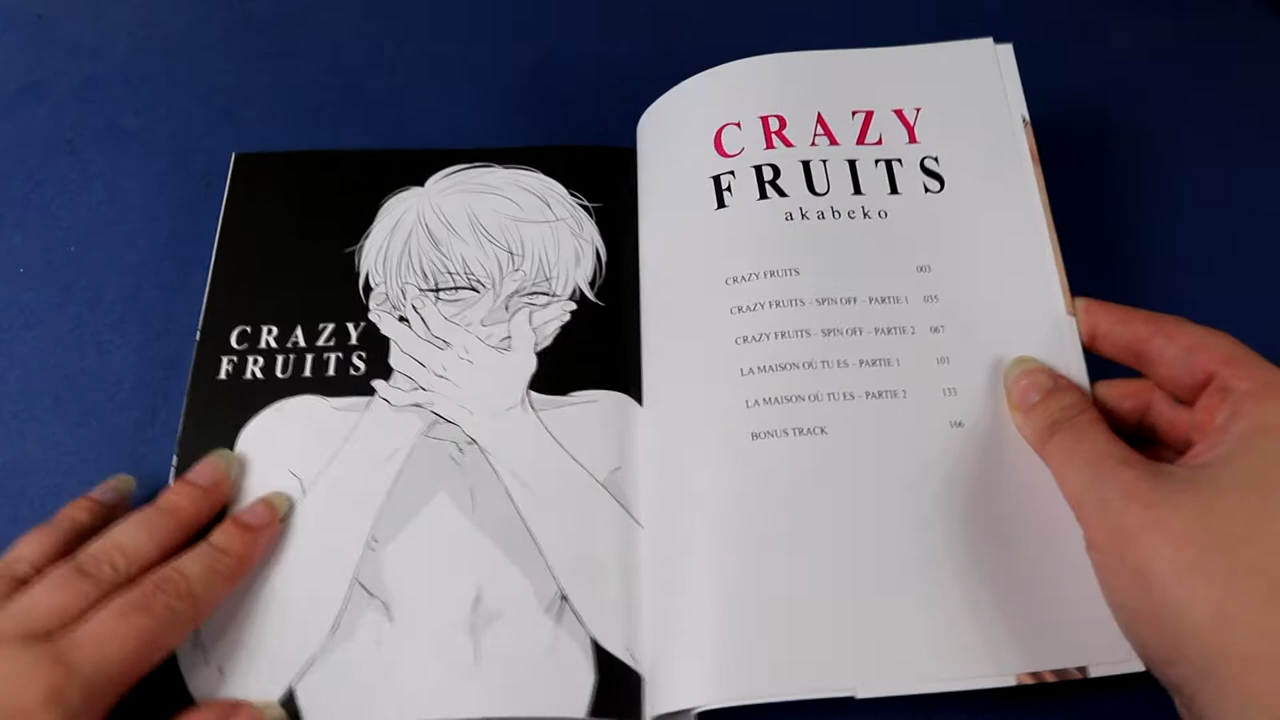 CRAZY
FRUITS
CRAZY
FRUITS
akabeko
CRAZY FRUITS 003
CRAZY FRUITS – SPIN OFF – PARTIE 1 035
CRAZY FRUITS – SPIN OFF – PARTIE 2 067
LA MAISON OÙ TU ES – PARTIE 1 101
LA MAISON OÙ TU ES – PARTIE 2 133
BONUS TRACK 166